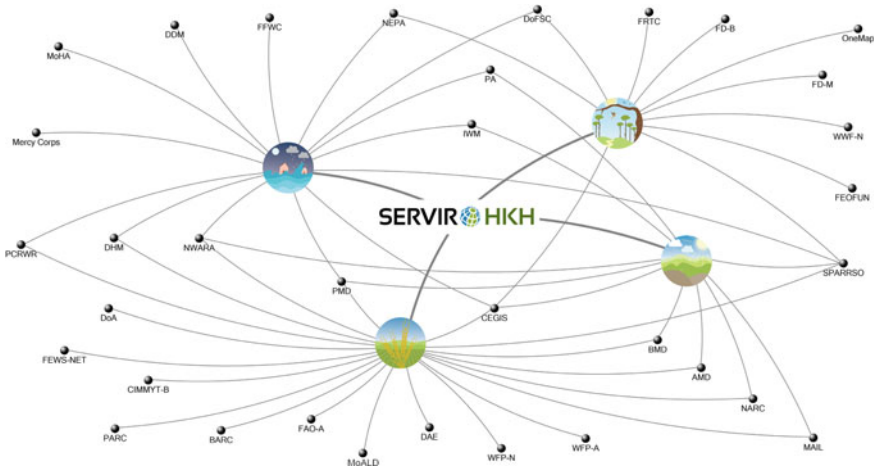 DoFSC
NEPA
FRTC
FFWC
FD-B
DDM
OneMap
MoHA
PA
FD-M
IWM
WWF-N
Mercy Corps
FEOFUN
SERVIR HKH
PCRWR
DHM
NWARA
SPARRSO
PMD
CEGIS
DoA
BMD
FEWS-NET
AMD
CIMMYT-B
NARC
PARC
BARC
FAO-A
DAE
MAIL
WFP-A
WFP-N
MoALD